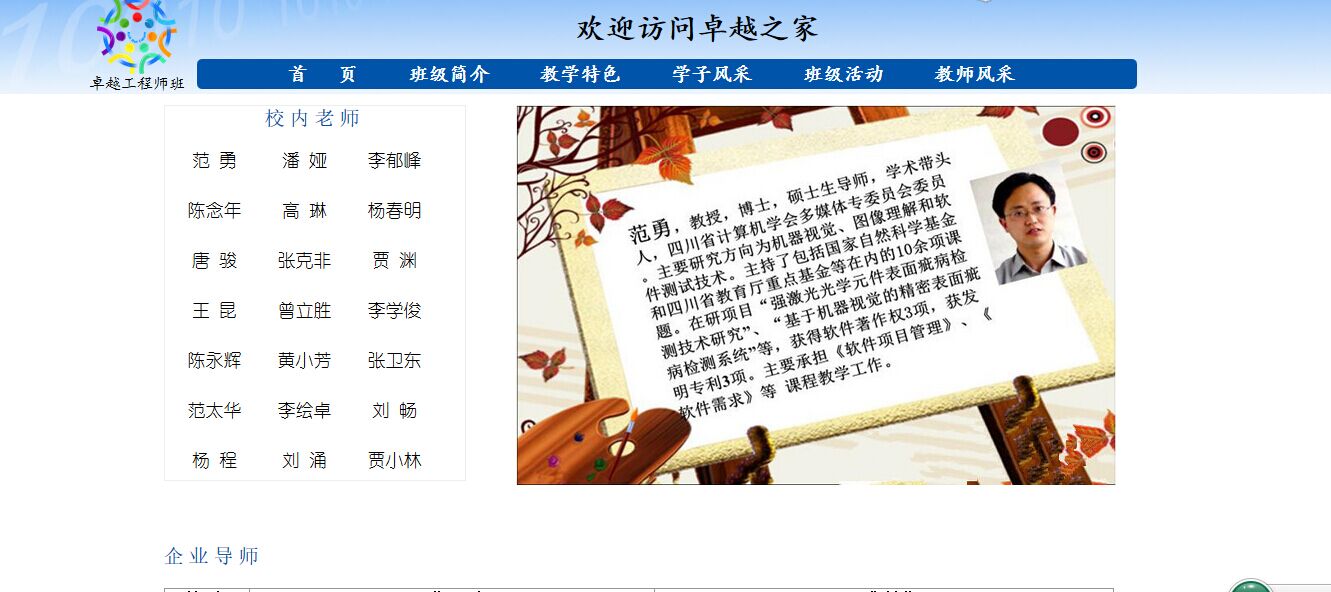 欢迎访问卓越之家
卓越工程师班
首 页 班级简介 教学特色 学子风采 班级活动 教师风采
校内老师
范 勇 潘 娅 李郁峰
陈念年 高 琳 杨春明
唐 骏 张克非 贾 渊
王 昆 曾立胜 李学俊
陈永辉 黄小芳 张卫东
范太华 李绘卓 刘 畅
杨 程 刘 涌 贾小林
范勇，教授，博士，硕士生导师，学术带头
人，四川省计算机学会多媒体专委员会委员
。主要研究方向为机器视觉、图像理解和软
件测试技术。主持了包括国家自然科学基金
和四川省教育厅重点基金等在内的10余项课
题。在研项目“强激光光学元件表面疵病检
测技术研究”、“基于机器视觉的精密表面疵
病检测系统”等，获得软件著作权3项，获发
明专利3项。主要承担《软件项目管理》、《
软件需求》等 课程教学工作。
企业导师